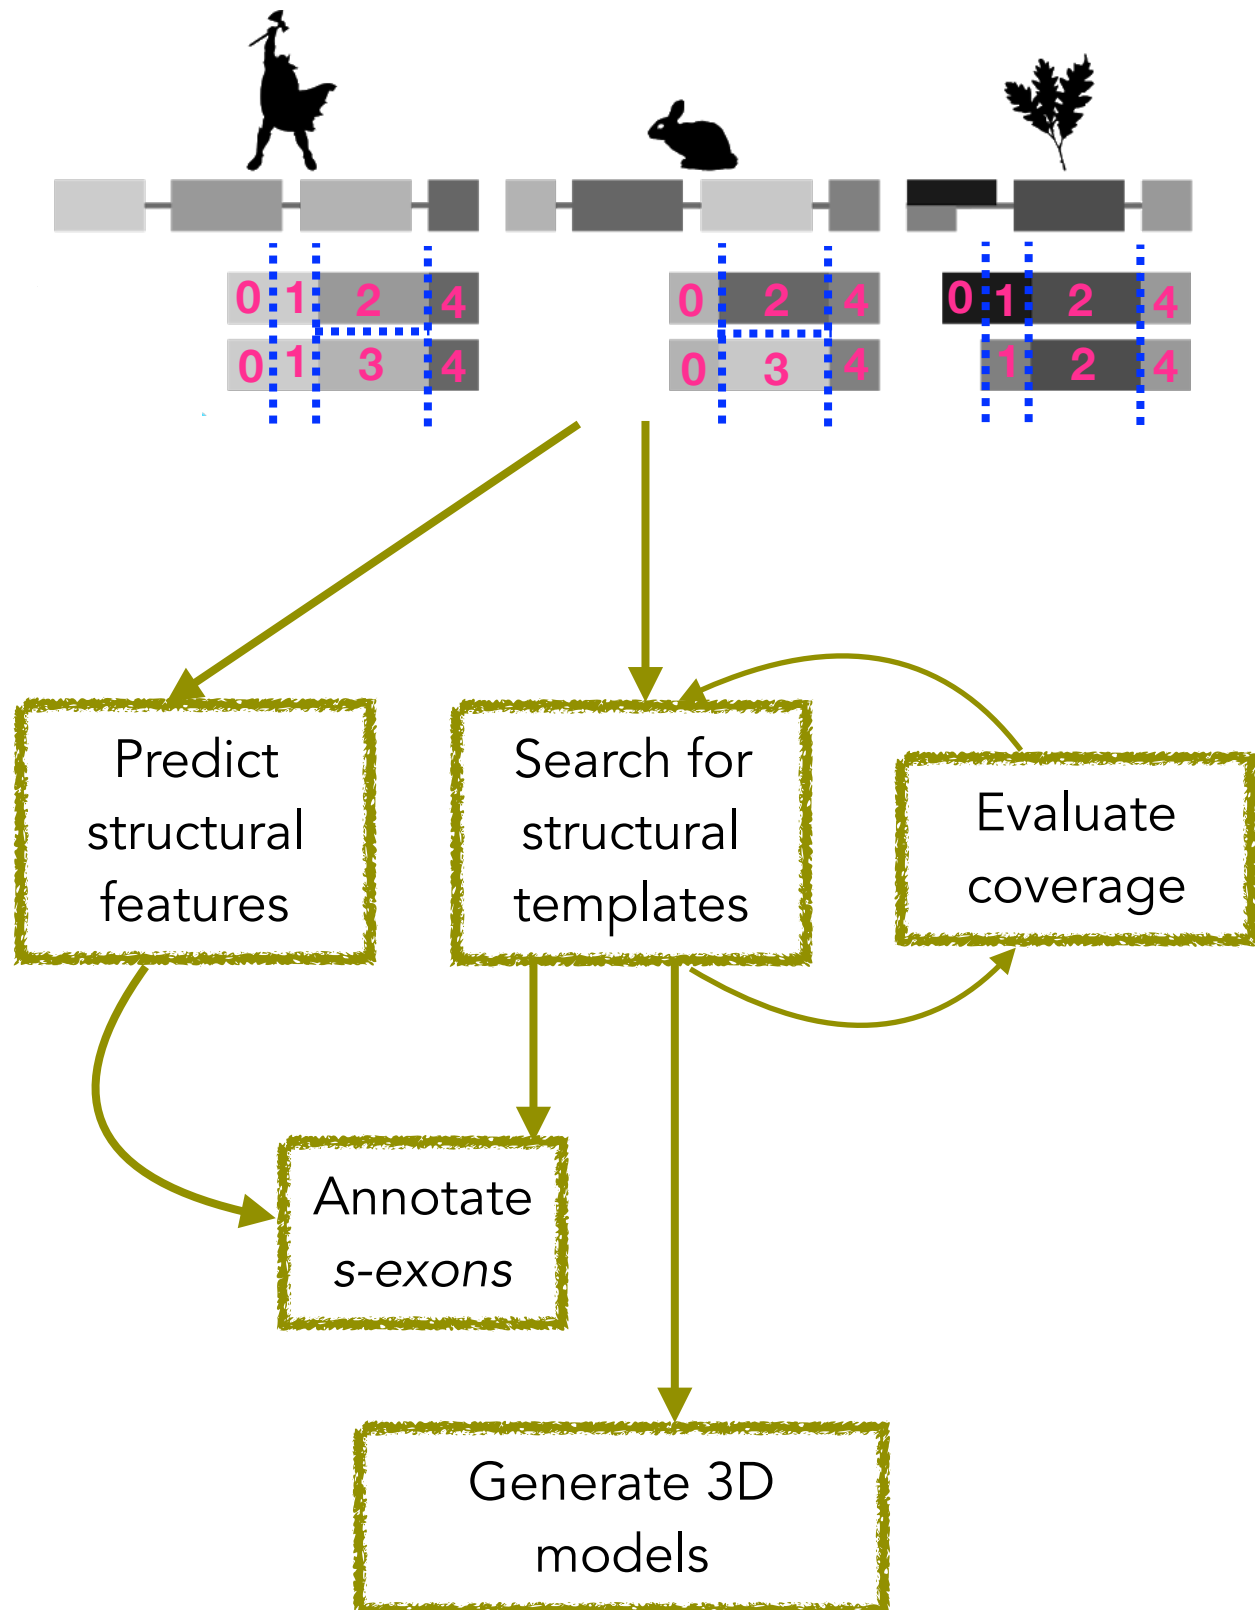 0 1 2 4 0 2 4 0 1 2 4
0 1 3 4 0 3 4 1 2 4
Predict
structural
features
Search for
structural
templates
Evaluate
coverage
Annotate
s-exons
Generate 3D
models